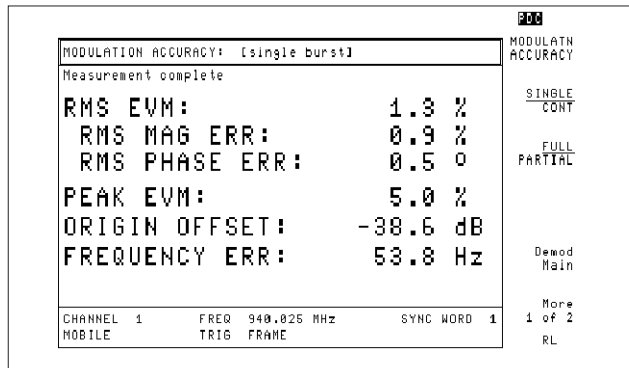 PDC
MODULATION ACCURACY: [single burst]
Measurement complete
RMS EVM: 1.3 %
RMS MAG ERR: 0.9 %
RMS PHASE ERR: 0.5 °
PEAK EVM: 5.0 %
ORIGIN OFFSET: -38.6 dB
FREQUENCY ERR: 53.8 Hz
CHANNEL 1 FREQ 940.025 MHz SYNC WORD 1
MOBILE TRIG FRAME
MODULATN
ACCURACY
SINGLE
CONT
FULL
PARTIAL
Demod
Main
More
1 of 2
RL